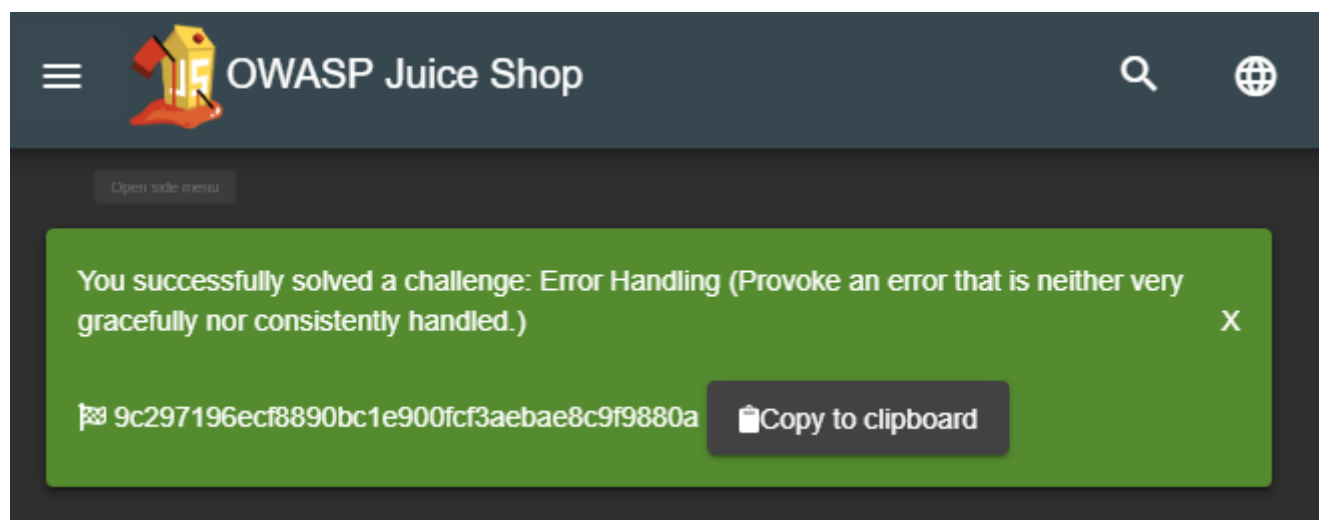 JS OWASP Juice Shop
Open side menu
You successfully solved a challenge: Error Handling (Provoke an error that is neither very
gracefully nor consistently handled.)
X
9c297196ecf8890bc1e900fcf3aebae8c9f9880a Copy to clipboard